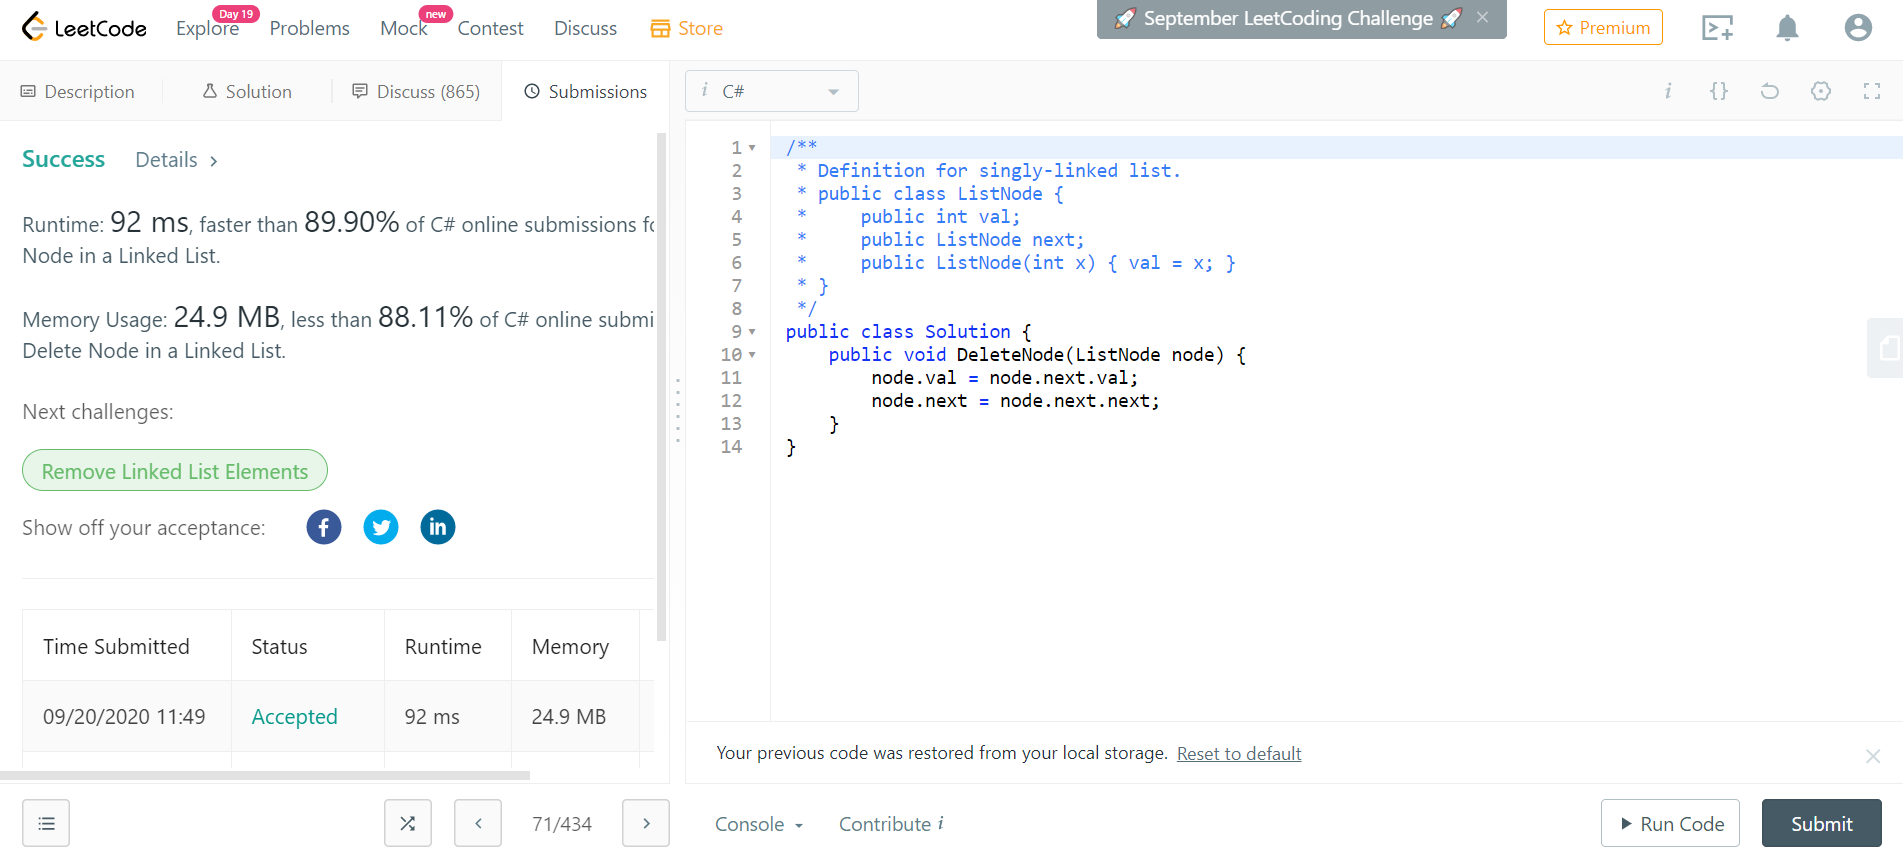 LeetCode
Explore
Day 19
Problems
Mock
new
Contest
Discuss
Store
September LeetCoding Challenge
Premium
Description
Solution
Discuss (865)
Submissions
i C#
i {}
Success Details >
Runtime: 92 ms, faster than 89.90% of C# online submissions fo
Node in a Linked List.
Memory Usage: 24.9 MB, less than 88.11% of C# online submi
Delete Node in a Linked List.
Next challenges:
Remove Linked List Elements
Show off your acceptance:
f
in
Time Submitted Status Runtime Memory
09/20/2020 11:49 Accepted 92 ms 24.9 MB
1 /**
2 * Definition for singly-linked list.
3 * public class ListNode {
4 *     public int val;
5 *     public ListNode next;
6 *     public ListNode(int x) { val = x; }
7 * }
8 */
9 public class Solution {
10     public void DeleteNode(ListNode node) {
11         node.val = node.next.val;
12         node.next = node.next.next;
13     }
14 }
Your previous code was restored from your local storage. Reset to default
71/434
Console
Contribute i
Run Code
Submit